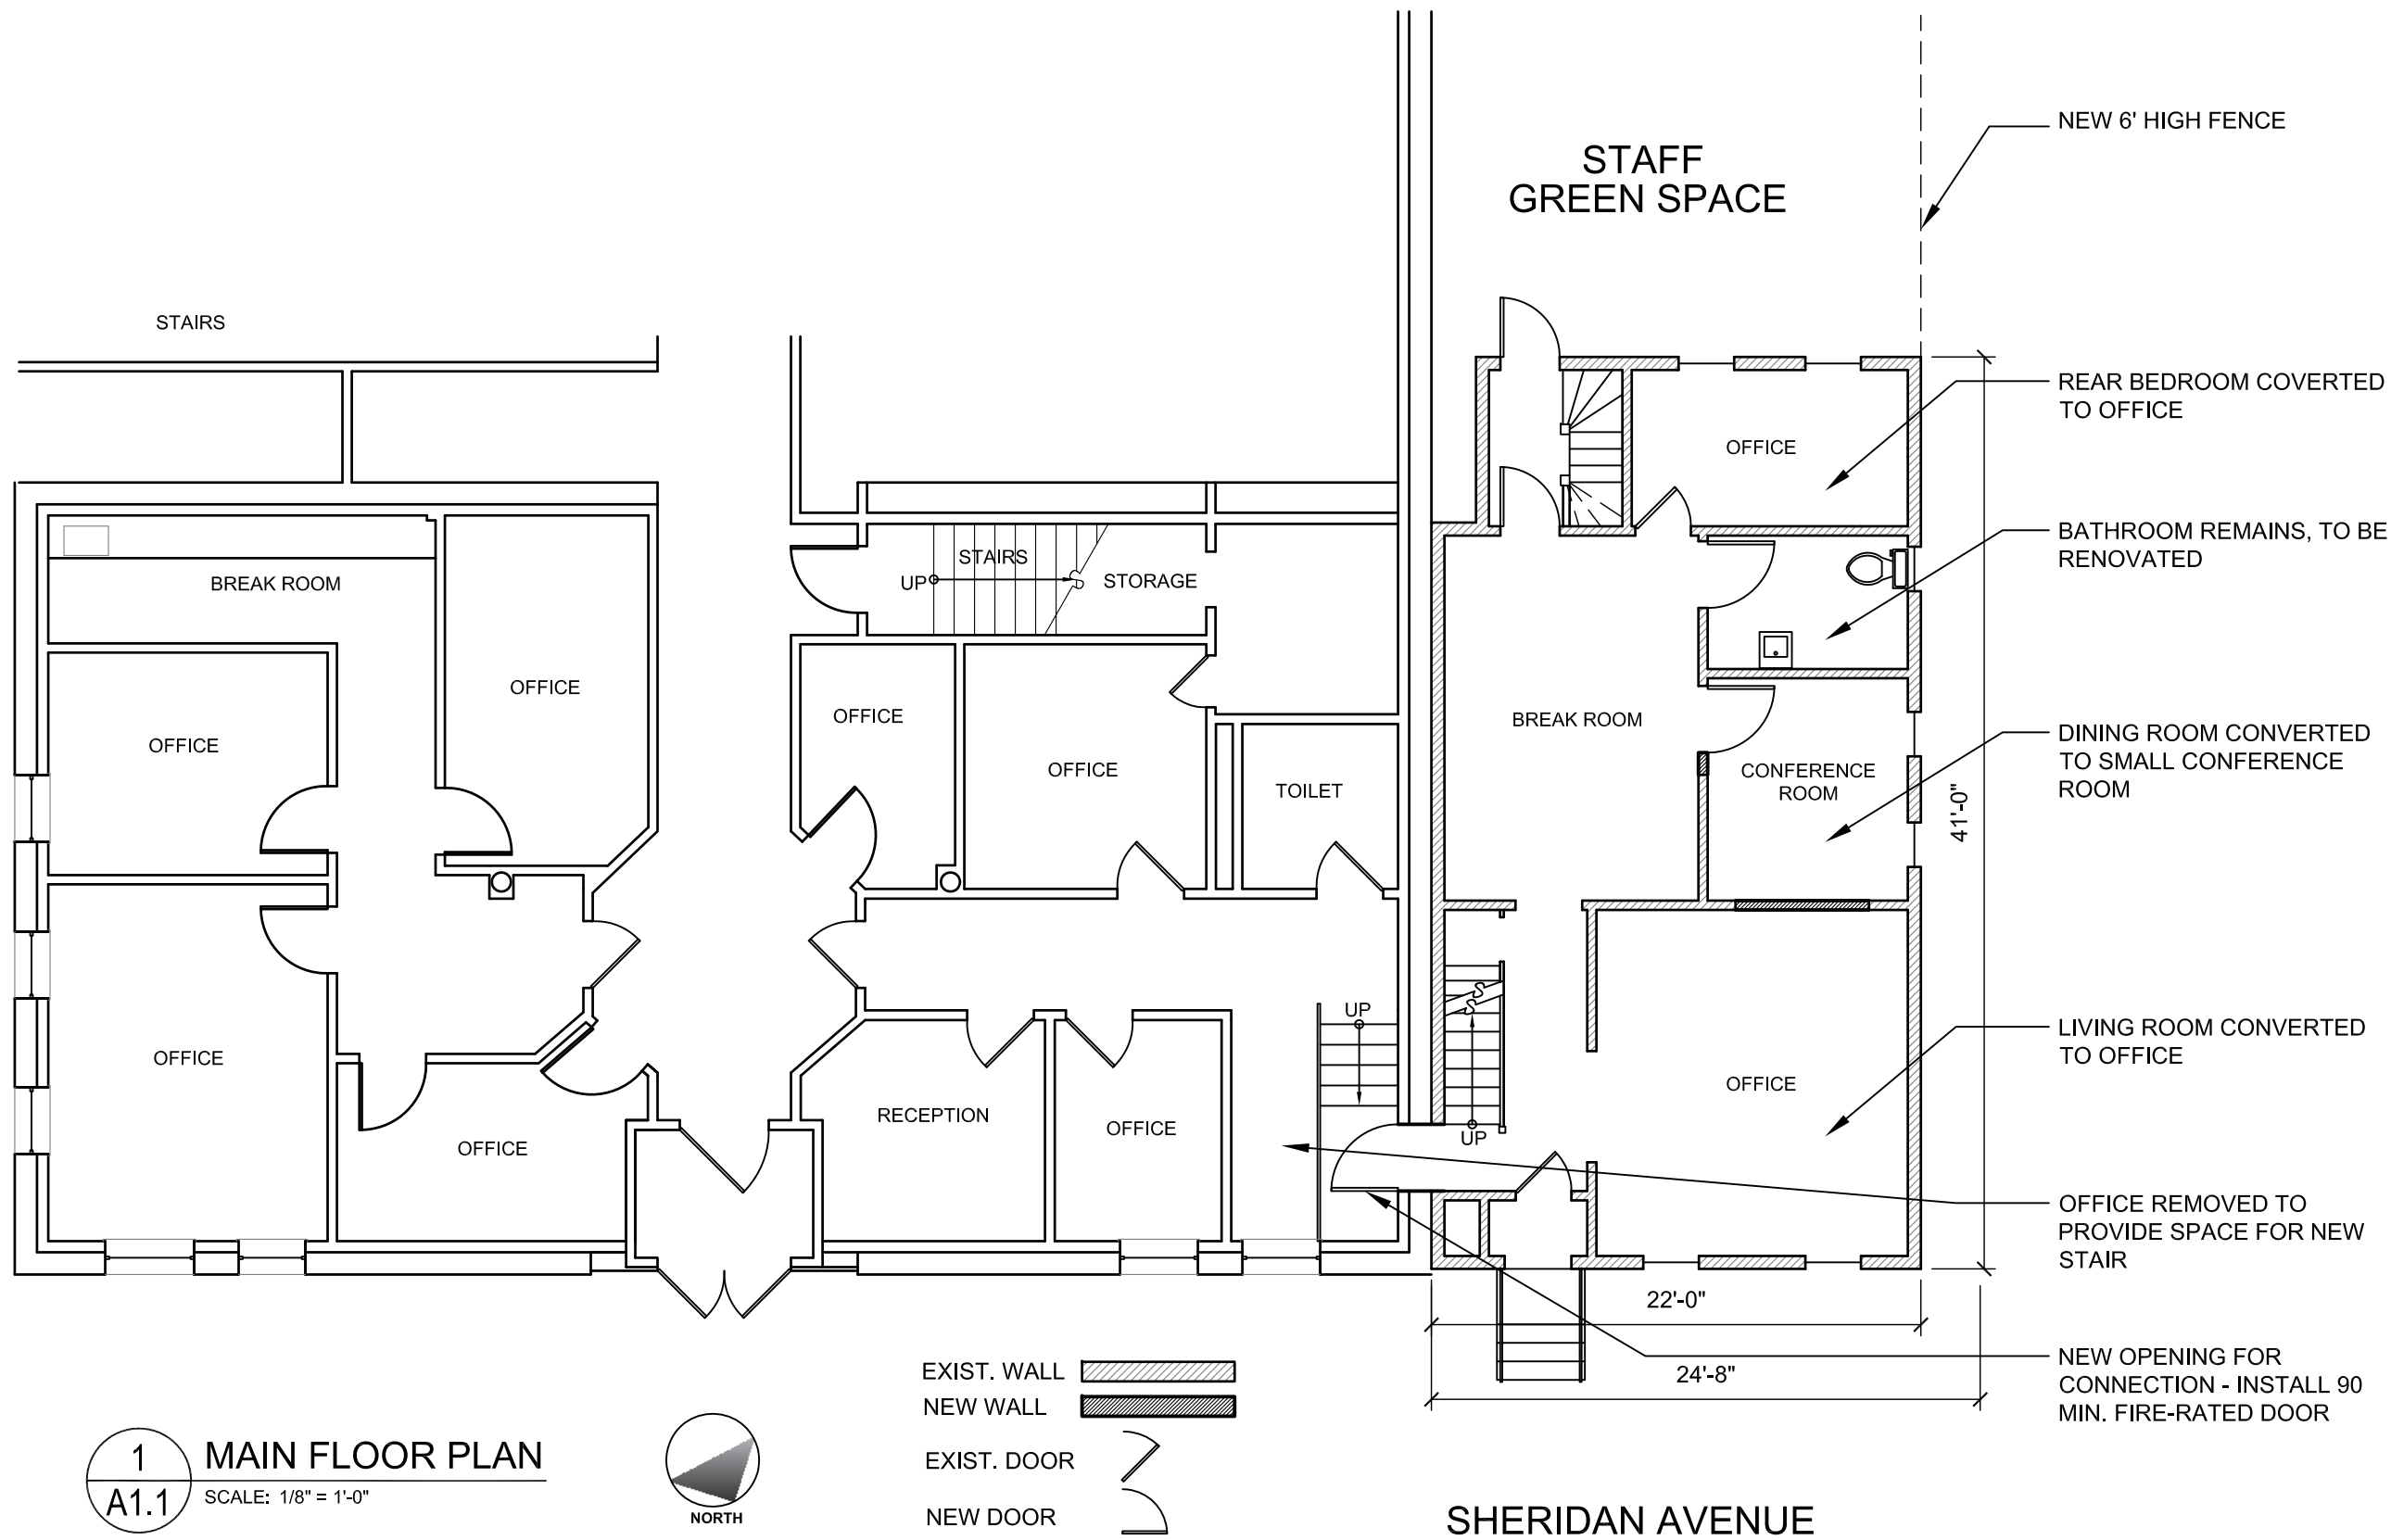 NEW 6' HIGH FENCE
STAFF
GREEN SPACE
STAIRS
REAR BEDROOM COVERTED
TO OFFICE
OFFICE
BATHROOM REMAINS, TO BE
RENOVATED
STAIRS
UP
STORAGE
BREAK ROOM
OFFICE
OFFICE
OFFICE
OFFICE
TOILET
BREAK ROOM
CONFERENCE
ROOM
DINING ROOM CONVERTED
TO SMALL CONFERENCE
ROOM
41'-0"
UP
OFFICE
OFFICE
RECEPTION
OFFICE
OFFICE
UP
LIVING ROOM CONVERTED
TO OFFICE
OFFICE REMOVED TO
PROVIDE SPACE FOR NEW
STAIR
22'-0"
24'-8"
NEW OPENING FOR
CONNECTION - INSTALL 90
MIN. FIRE-RATED DOOR
EXIST. WALL
NEW WALL
EXIST. DOOR
NEW DOOR
1
A1.1
MAIN FLOOR PLAN
SCALE: 1/8" = 1'-0"
NORTH
SHERIDAN AVENUE